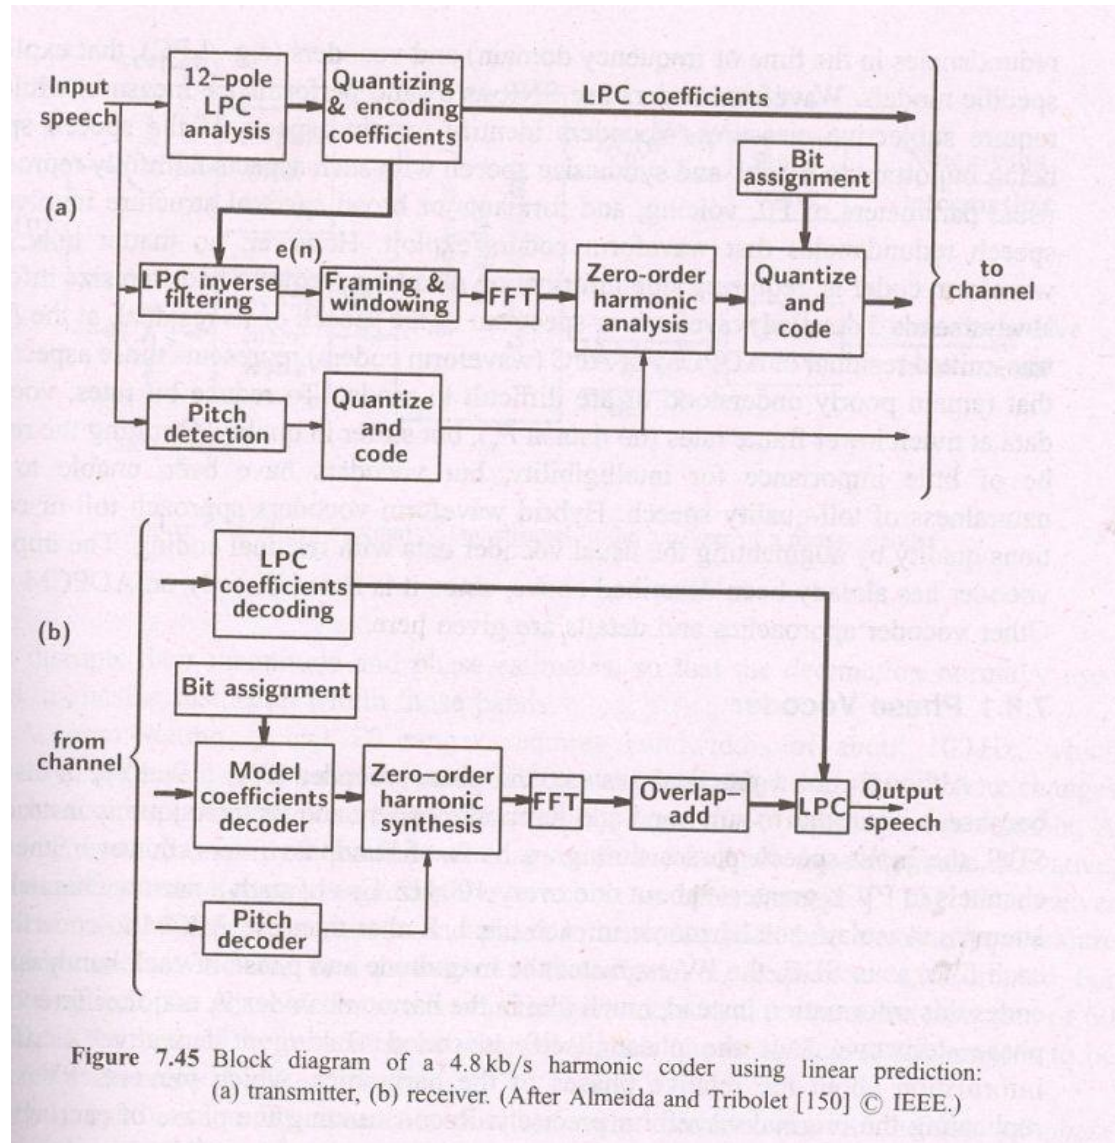 Input
speech
12-pole
LPC
analysis
Quantizing
& encoding
coefficients
LPC coefficients
Bit
assignment
(a)
e(n)
LPC inverse
filtering
Framing &
windowing
FFT
Zero-order
harmonic
analysis
Quantize
and
code
to
channel
Pitch
detection
Quantize
and
code
LPC
coefficients
decoding
(b)
Bit assignment
from
channel
Model
coefficients
decoder
Zero order
harmonic
synthesis
FFT
Overlap-
add
LPC
Output
speech
Pitch
decoder
Figure 7.45 Block diagram of a 4.8kb/s harmonic coder using linear prediction:
(a) transmitter, (b) receiver. (After Almeida and Tribolet [150] © IEEE.)